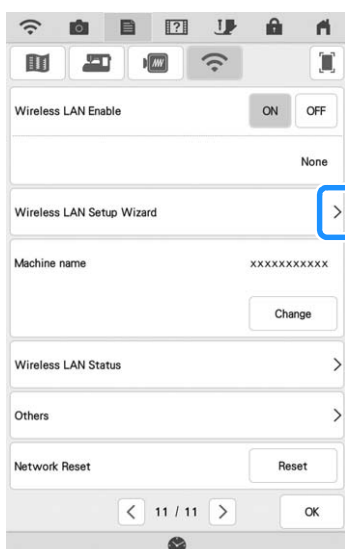 Wireless LAN Enable
ON
OFF
None
Wireless LAN Setup Wizard
Machine name
xxxxxxxxxxx
Change
Wireless LAN Status
Others
Network Reset
Reset
11 / 11
OK